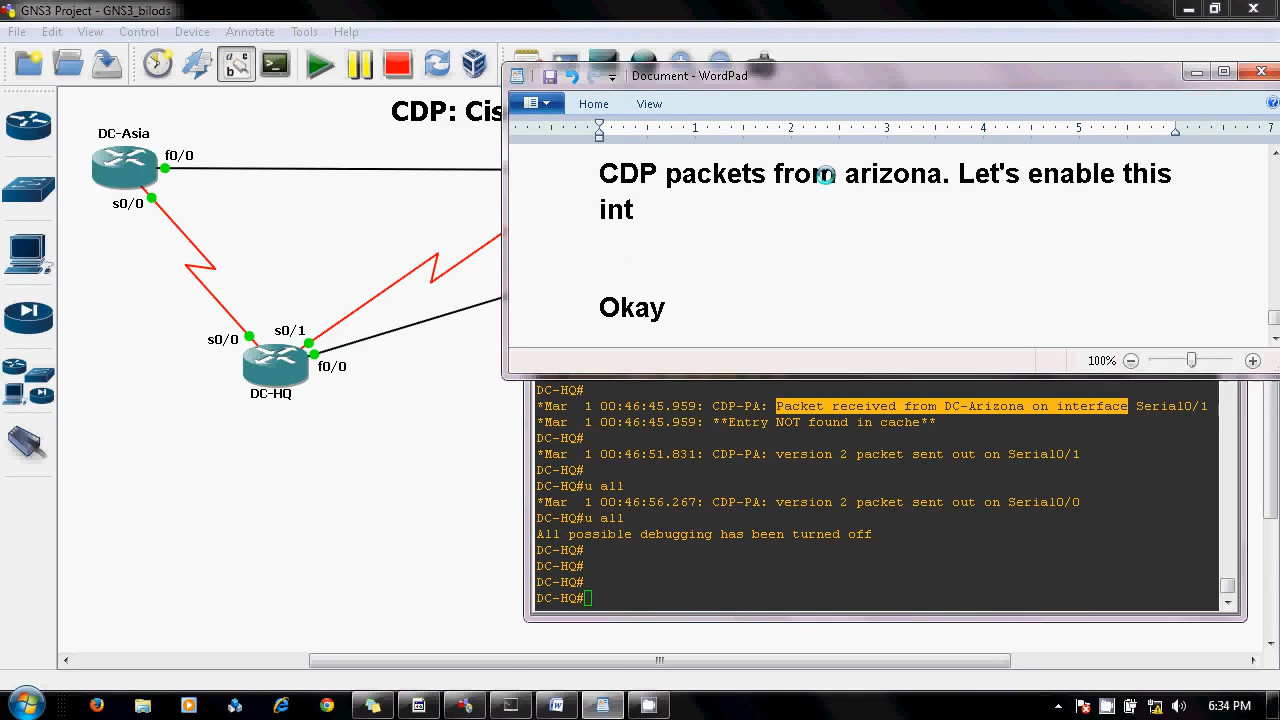 GNS3 Project - GNS3_bilods
File Edit View Control Device Annotate Tools Help
CDP: Cis
DC-Asia
f0/0
s0/0
s0/0
s0/1
f0/0
DC-HQ
Document - WordPad
Home View
1 2 3 4 5 7
CDP packets from arizona. Let's enable this
int
Okay
100%
DC-HQ#
*Mar 1 00:46:45.959: CDP-PA: Packet received from DC-Arizona on interface Serial0/1
*Mar 1 00:46:45.959: **Entry NOT found in cache**
DC-HQ#
*Mar 1 00:46:51.831: CDP-PA: version 2 packet sent out on Serial0/1
DC-HQ#
DC-HQ#u all
*Mar 1 00:46:56.267: CDP-PA: version 2 packet sent out on Serial0/0
DC-HQ#u all
All possible debugging has been turned off
DC-HQ#
DC-HQ#
DC-HQ#
DC-HQ#
6:34 PM